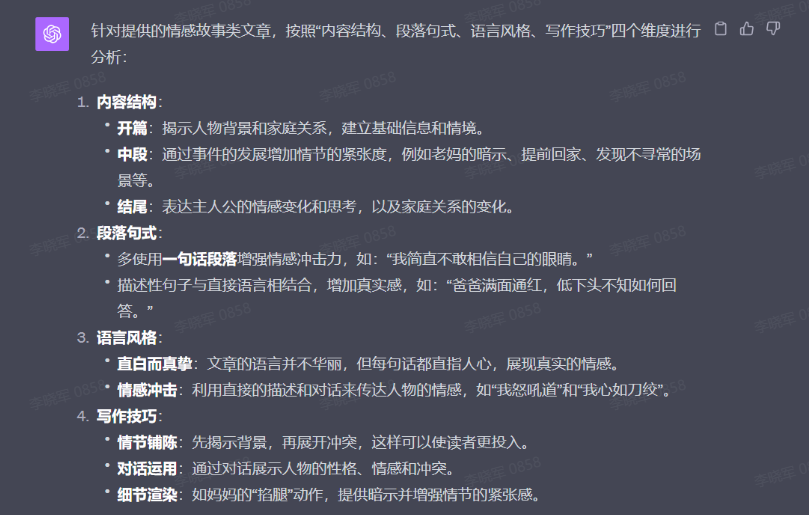 针对提供的情感故事类文章，按照“内容结构、段落句式、语言风格、写作技巧”四个维度进行
分析：
1. 内容结构：
• 开篇：揭示人物背景和家庭关系，建立基础信息和情境。
• 中段：通过事件的发展增加情节的紧张度，例如老妈的暗示、提前回家、发现不寻常的场
景等。
• 结尾：表达主人公的情感变化和思考，以及家庭关系的变化。
2. 段落句式：
• 多使用一句话段落增强情感冲击力，如：“我简直不敢相信自己的眼睛。”
• 描述性句子与直接语言相结合，增加真实感，如：“爸爸满面通红，低下头不知如何回
答。”
3. 语言风格：
• 直白而真挚：文章的语言并不华丽，但每句话都直指人心，展现真实的情感。
• 情感冲击：利用直接的描述和对话来传达人物的情感，如“我怒吼道”和“我心如刀绞”。
4. 写作技巧：
• 情节铺陈：先揭示背景，再展开冲突，这样可以使读者更投入。
• 对话运用：通过对话展示人物的性格、情感和冲突。
• 细节渲染：如妈妈的“掐腿”动作，提供暗示并增强情节的紧张感。
李晓军 0858